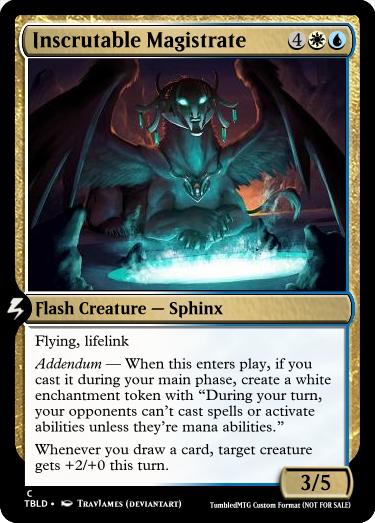 Inscrutable Magistrate 4
Flash Creature — Sphinx
Flying, lifelink
Addendum — When this enters play, if you
cast it during your main phase, create a white
enchantment token with “During your turn,
your opponents can’t cast spells or activate
abilities unless they’re mana abilities.”
Whenever you draw a card, target creature
gets +2/+0 this turn.
3/5
C
TBLD • TravJames (deviantart)
TumbledMTG Custom Format (NOT FOR SALE)